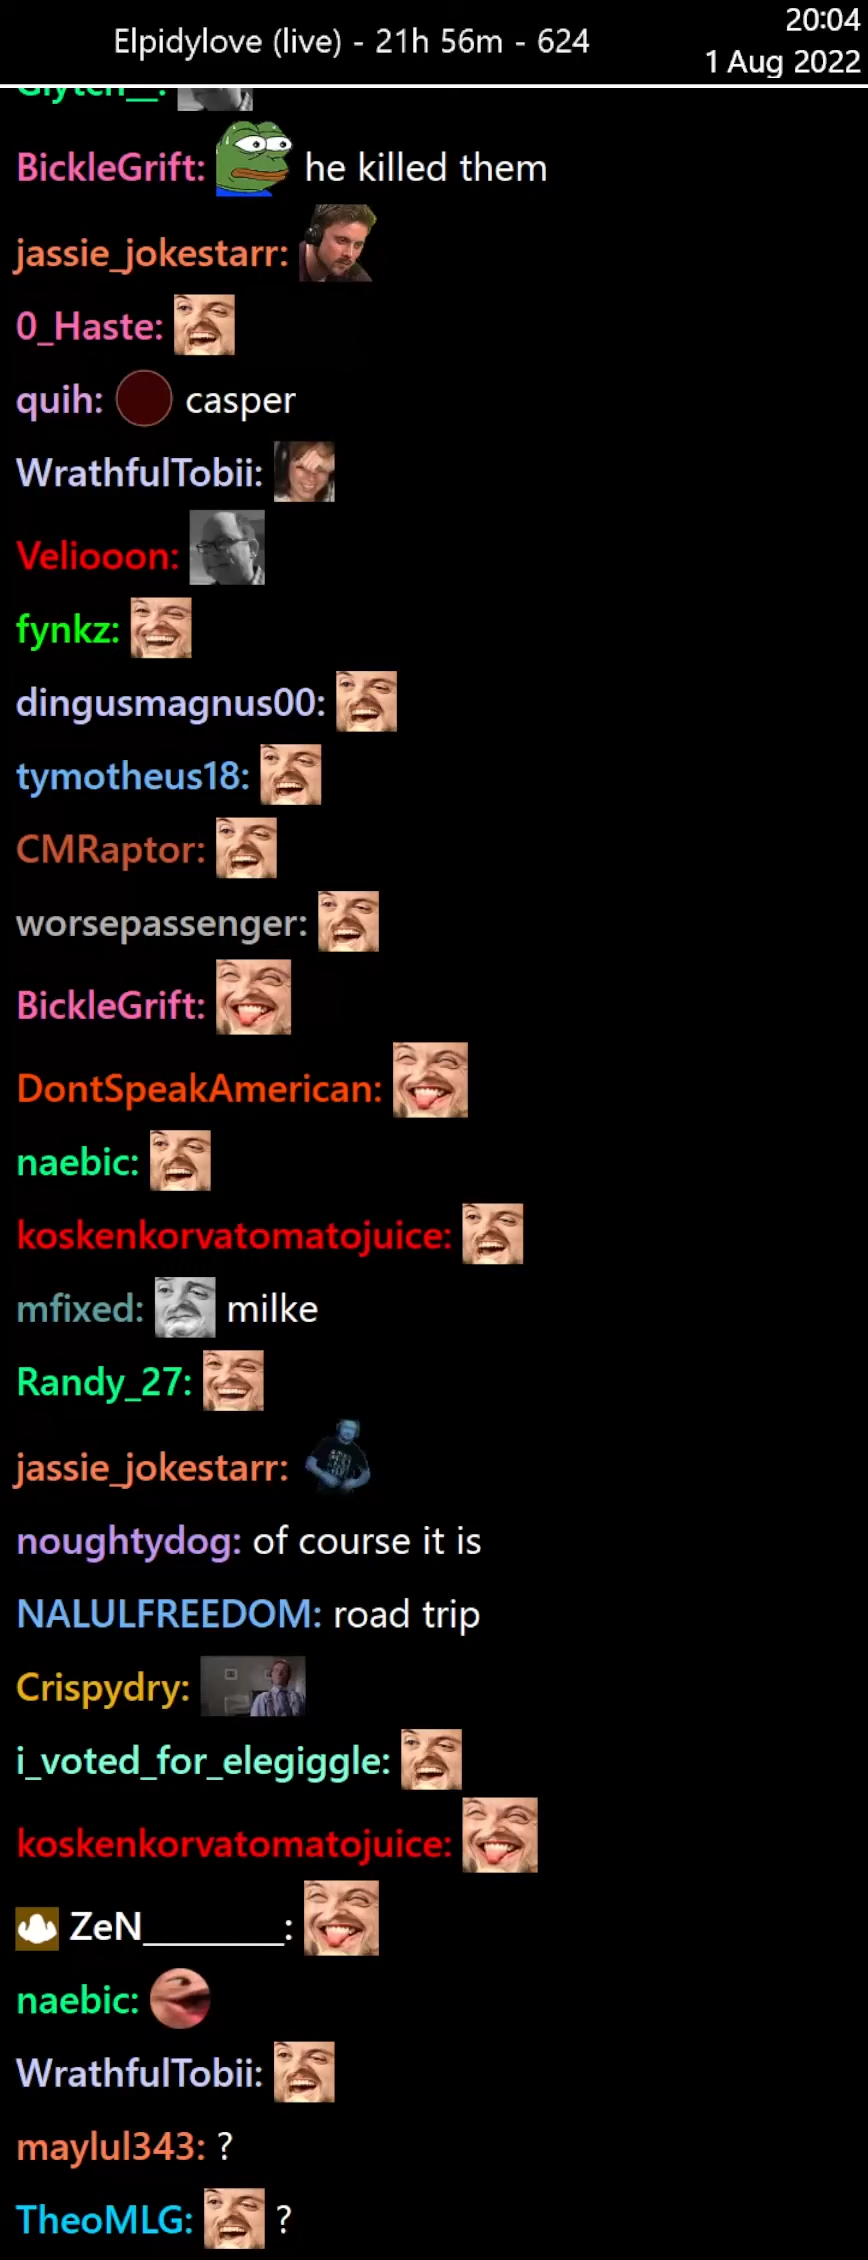 Elpidylove (live) - 21h 56m - 624
20:04
1 Aug 2022
Glytch__:
BickleGrift: he killed them
jassie_jokestarr:
0_Haste:
quih: casper
WrathfulTobii:
Veliooon:
fynkz:
dingusmagnus00:
tymotheus18:
CMRaptor:
worsepassenger:
BickleGrift:
DontSpeakAmerican:
naebic:
koskenkorvatomatojuice:
mfixed: milke
Randy_27:
jassie_jokestarr:
noughtydog: of course it is
NALULFREEDOM: road trip
Crispydry:
i_voted_for_elegiggle:
koskenkorvatomatojuice:
ZeN________:
naebic:
WrathfulTobii:
maylul343: ?
TheoMLG: ?